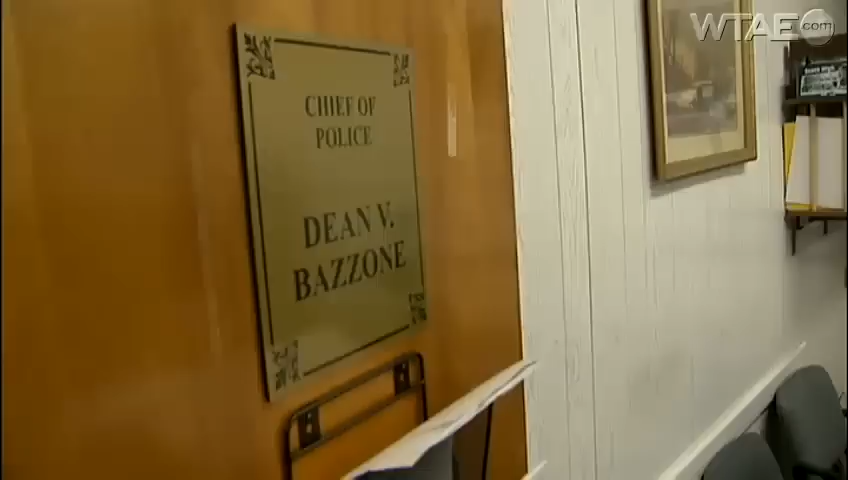 WTAE.com
CHIEF OF
POLICE
DEAN V.
BAZZONE